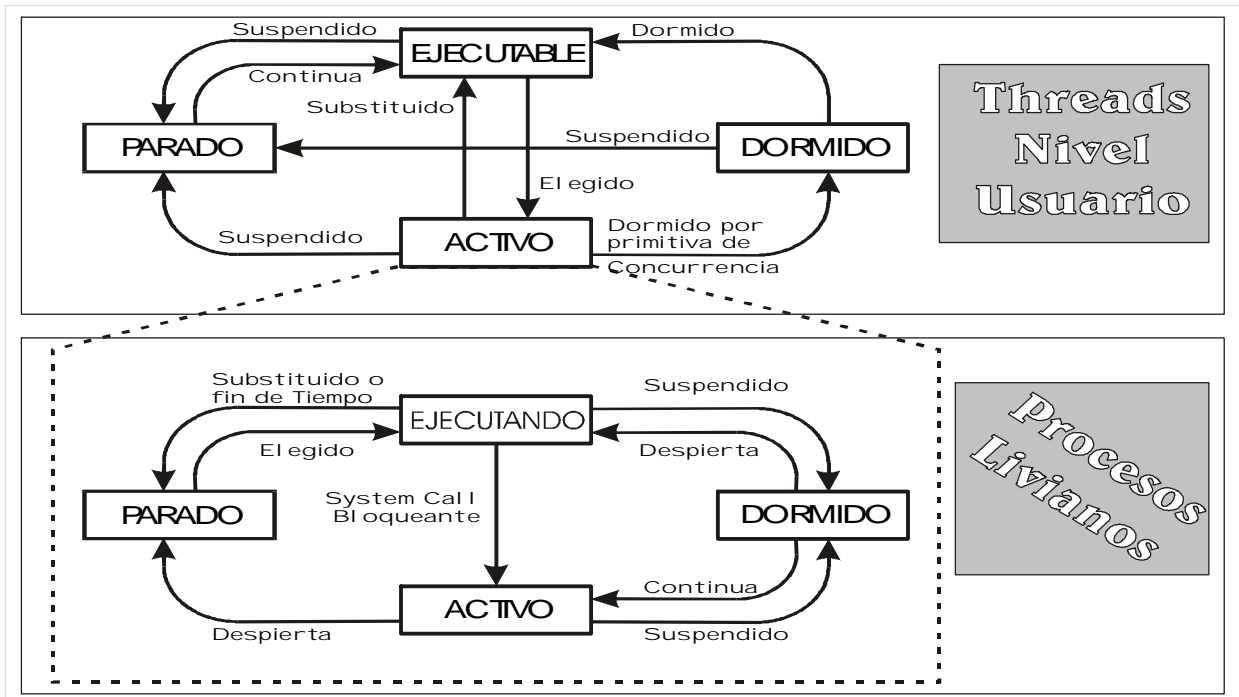 Suspendido
EJECUTABLE
Dormido
Continua
Substituido
Threads
Nivel
Usuario
PARADO
Suspendido
DORMIDO
Elegido
Suspendido
ACTIVO
Dormido por
primitiva de
Concurrencia
Substituido o
fin de Tiempo
EJECUTANDO
Suspendido
Elegido
Despierta
Procesos
Livianos
PARADO
System Call
Bloqueante
DORMIDO
Continua
ACTIVO
Despierta
Suspendido